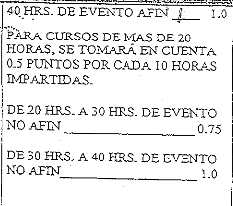 40 HRS. DE EVENTO AFIN ______ 1.0
PARA CURSOS DE MAS DE 20
HORAS, SE TOMARÁ EN CUENTA
0.5 PUNTOS POR CADA 10 HORAS
IMPARTIDAS.
DE 20 HRS. A 30 HRS. DE EVENTO
NO AFIN ____________________ 0.75
DE 30 HRS. A 40 HRS. DE EVENTO
NO AFIN ____________________ 1.0